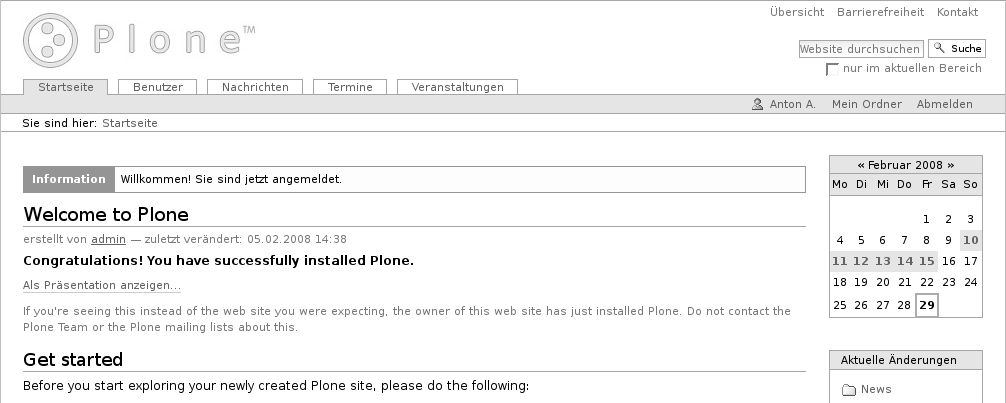 Übersicht Barrierefreiheit Kontakt
Plone™
Website durchsuchen Suche
nur im aktuellen Bereich
Startseite Benutzer Nachrichten Termine Veranstaltungen
Anton A. Mein Ordner Abmelden
Sie sind hier: Startseite
Information Willkommen! Sie sind jetzt angemeldet.
Welcome to Plone
erstellt von admin — zuletzt verändert: 05.02.2008 14:38
Congratulations! You have successfully installed Plone.
Als Präsentation anzeigen...
If you're seeing this instead of the web site you were expecting, the owner of this web site has just installed Plone. Do not contact the
Plone Team or the Plone mailing lists about this.
Get started
Before you start exploring your newly created Plone site, please do the following:
« Februar 2008 »
Mo Di Mi Do Fr Sa So
1 2 3
4 5 6 7 8 9 10
11 12 13 14 15 16 17
18 19 20 21 22 23 24
25 26 27 28 29
Aktuelle Änderungen
News